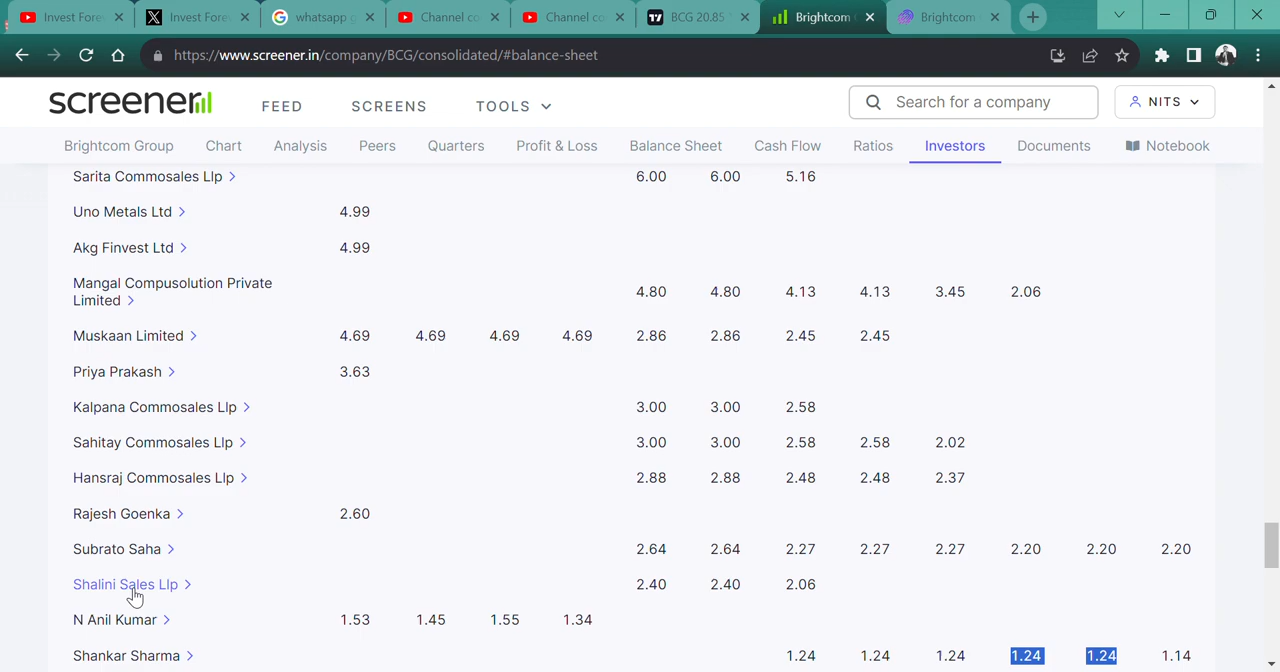 Invest Fore
Invest Fore
whatsapp g
Channel co
Channel co
BCG 20.85
Brightcom
Brightcom
https://www.screener.in/company/BCG/consolidated/#balance-sheet
screener
FEED
SCREENS
TOOLS
Search for a company
NITS
Brightcom Group
Chart
Analysis
Peers
Quarters
Profit & Loss
Balance Sheet
Cash Flow
Ratios
Investors
Documents
Notebook
Sarita Commosales Llp 6.00 6.00 5.16
Uno Metals Ltd 4.99
Akg Finvest Ltd 4.99
Mangal Compusolution Private
Limited 4.80 4.80 4.13 4.13 3.45 2.06
Muskaan Limited 4.69 4.69 4.69 4.69 2.86 2.86 2.45 2.45
Priya Prakash 3.63
Kalpana Commosales Llp 3.00 3.00 2.58
Sahitay Commosales Llp 3.00 3.00 2.58 2.58 2.02
Hansraj Commosales Llp 2.88 2.88 2.48 2.48 2.37
Rajesh Goenka 2.60
Subrato Saha 2.64 2.64 2.27 2.27 2.27 2.20 2.20 2.20
Shalini Sales Llp 2.40 2.40 2.06
N Anil Kumar 1.53 1.45 1.55 1.34
Shankar Sharma 1.24 1.24 1.24 1.24 1.24 1.14